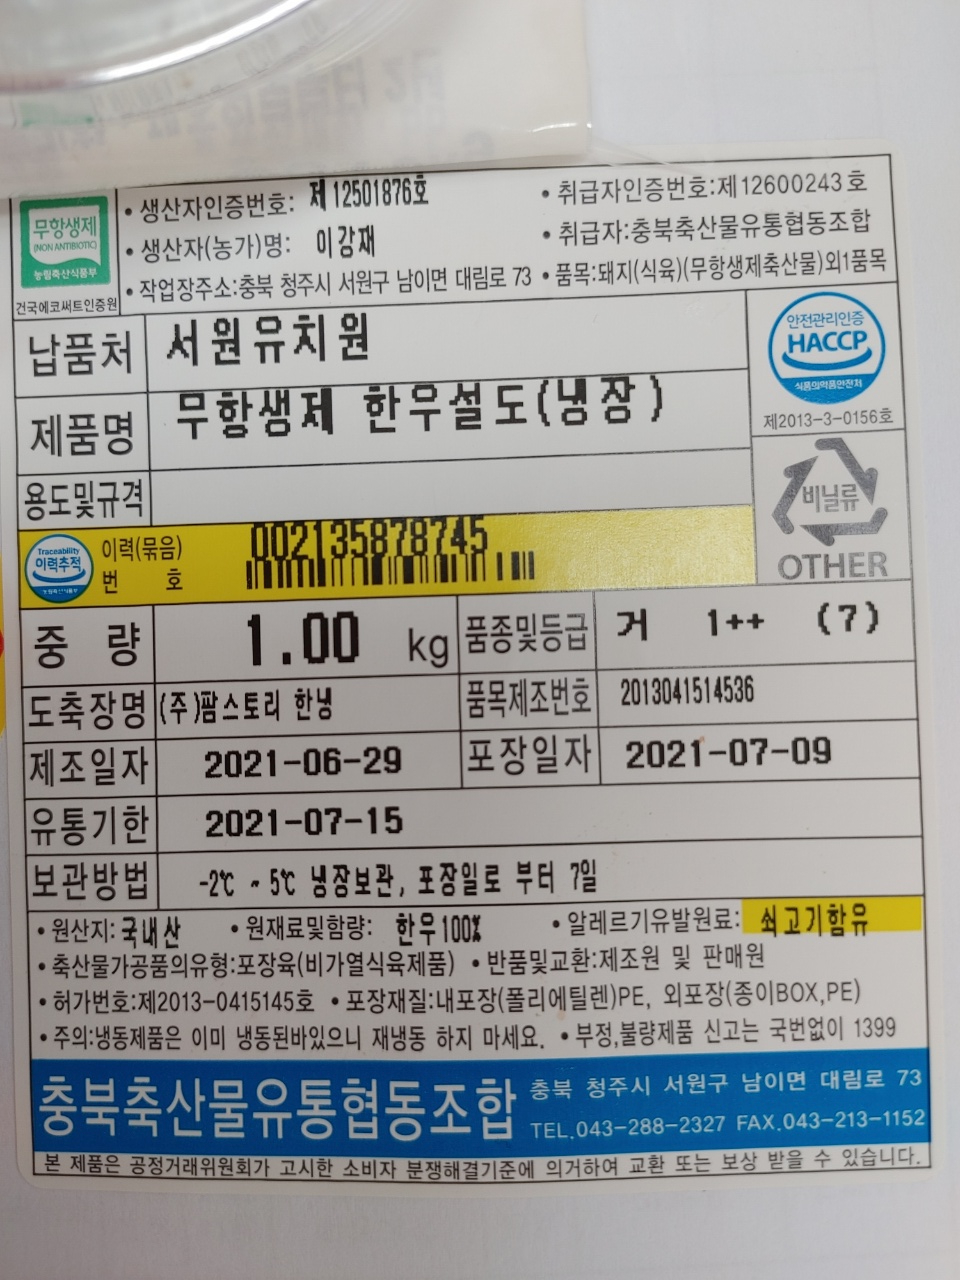 무항생제
(NON ANTIBIOTIC)
농림축산식품부
건국에코써트인증원
• 생산자인증번호: 제 12501876호
• 취급자인증번호:제12600243호
• 생산자(농가)명: 이강재
• 취급자:충북축산물유통협동조합
• 작업장주소:충북 청주시 서원구 남이면 대림로 73
• 품목:돼지(식육)(무항생제축산물)외1품목
납품처 서원유치원
제품명 무항생제 한우설도(냉장)
용도및규격
안전관리인증
HACCP
식품의약품안전처
제2013-3-0156호
비닐류
OTHER
Traceability
이력추적
이력(묶음)
번 호
002135878745
중 량 1.00 kg
품종및등급 거 1++ (7)
도축장명 (주)팜스토리 한냉
품목제조번호 2013041514536
제조일자 2021-06-29
포장일자 2021-07-09
유통기한 2021-07-15
보관방법 -2℃ ~ 5℃ 냉장보관, 포장일로 부터 7일
• 원산지: 국내산 • 원재료및함량: 한우100% • 알레르기유발원료: 쇠고기함유
• 축산물가공품의유형:포장육(비가열식육제품) • 반품및교환:제조원 및 판매원
• 허가번호:제2013-0415145호 • 포장재질:내포장(폴리에틸렌)PE, 외포장(종이BOX,PE)
• 주의:냉동제품은 이미 냉동된바있으니 재냉동 하지 마세요. • 부정,불량제품 신고는 국번없이 1399
충북축산물유통협동조합
충북 청주시 서원구 남이면 대림로 73
TEL.043-288-2327 FAX.043-213-1152
본 제품은 공정거래위원회가 고시한 소비자 분쟁해결기준에 의거하여 교환 또는 보상 받을 수 있습니다.